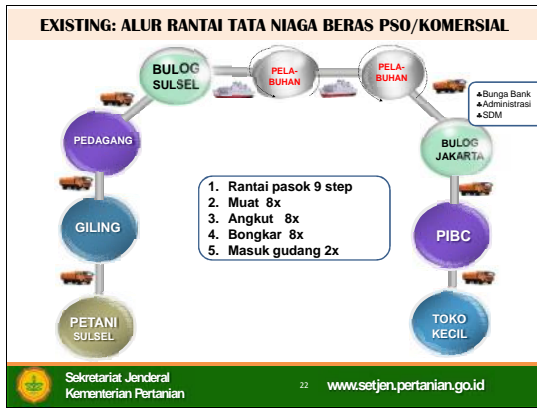 EXISTING: ALUR RANTAI TATA NIAGA BERAS PSO/KOMERSIAL
BULOG
SULSEL
PELA-
BUHAN
PELA-
BUHAN
♣Bunga Bank
♣Administrasi
♣SDM
PEDAGANG
BULOG
JAKARTA
1. Rantai pasok 9 step
2. Muat 8x
3. Angkut 8x
4. Bongkar 8x
5. Masuk gudang 2x
GILING
PIBC
PETANI
SULSEL
TOKO
KECIL
Sekretariat Jenderal
Kementerian Pertanian
22
www.setjen.pertanian.go.id